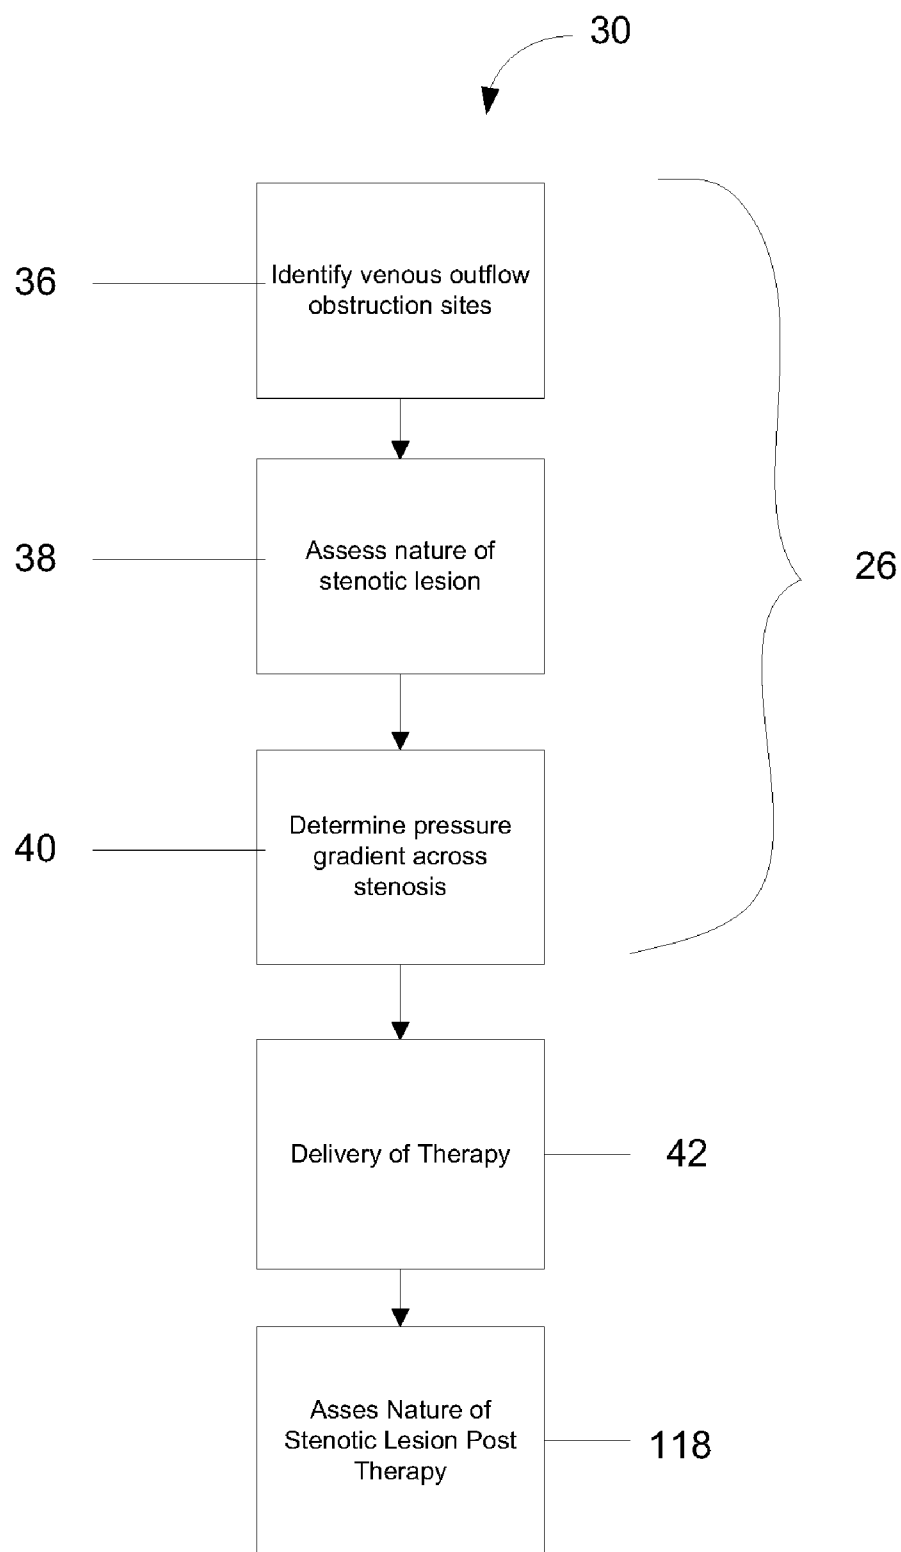 30
36
Identify venous outflow
obstruction sites
38
Assess nature of
stenotic lesion
26
40
Determine pressure
gradient across
stenosis
Delivery of Therapy
42
Asses Nature of
Stenotic Lesion Post
Therapy
118